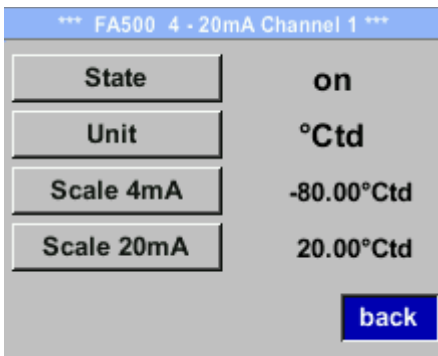 *** FA500 4 - 20mA Channel 1 ***
State on
Unit °Ctd
Scale 4mA -80.00°Ctd
Scale 20mA 20.00°Ctd
back